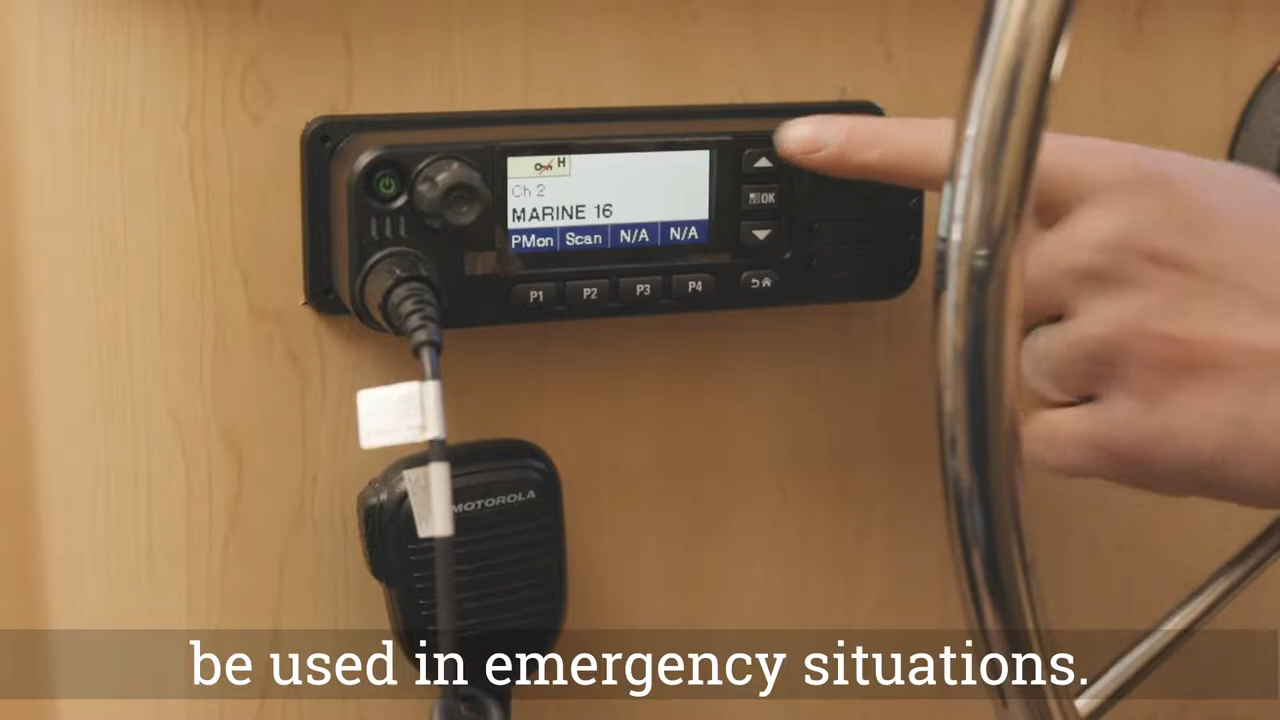 H
Ch 2
MARINE 16
PMon Scan N/A N/A
OK
P1 P2 P3 P4
MOTOROLA
be used in emergency situations.